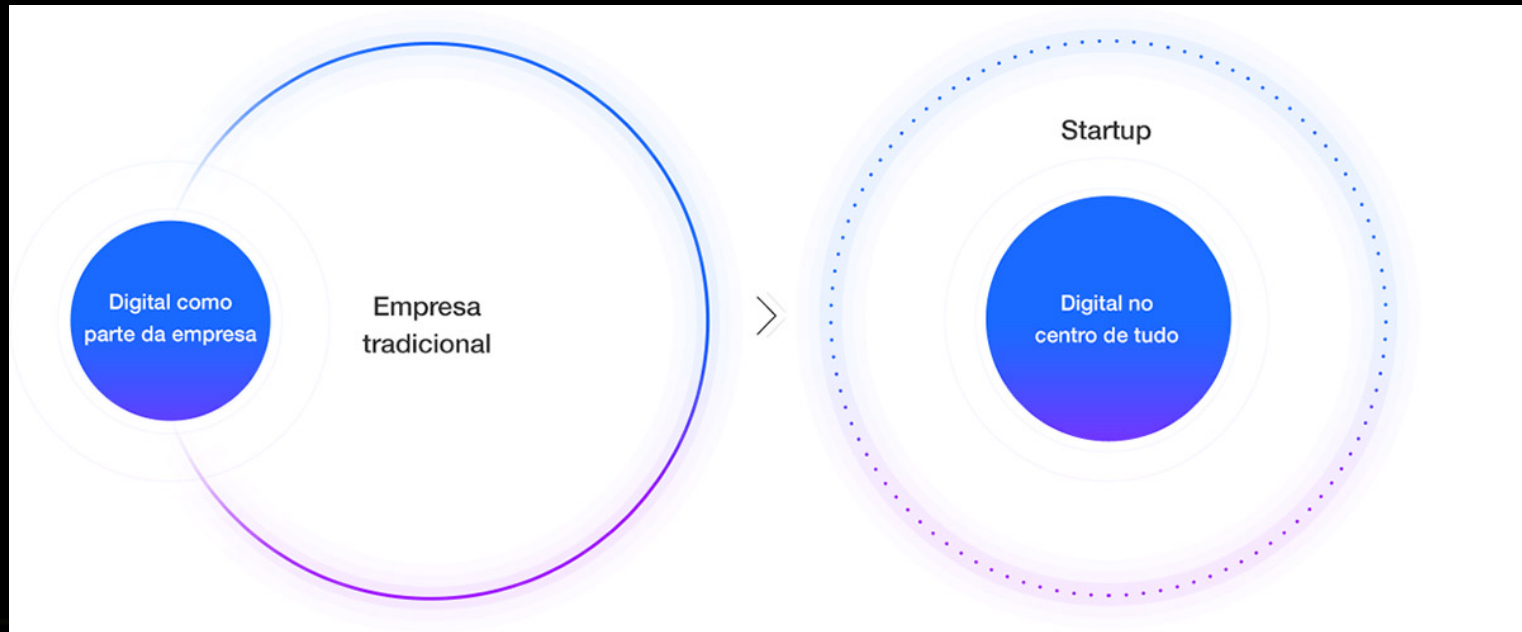 Digital como
parte da empresa
Empresa
tradicional
Startup
Digital no
centro de tudo